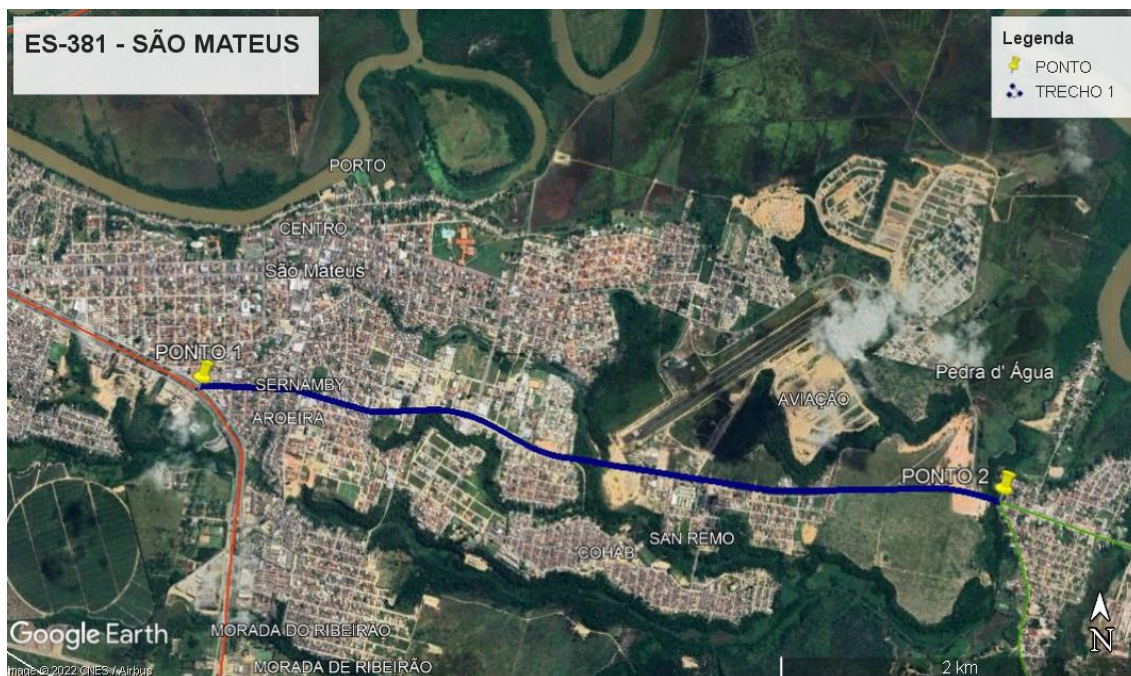 ES-381 - SÃO MATEUS
Legenda
PONTO
TRECHO 1
PORTO
CENTRO
São Mateus
PONTO 1
SERNAMBY
AROEIRA
Pedra d' Água
AVIAÇÃO
PONTO 2
SAN REMO
COHAB
MORADA DO RIBEIRÃO
MORADA DE RIBEIRÃO
Google Earth
Image © 2022 CNES / Airbus
N
2 km